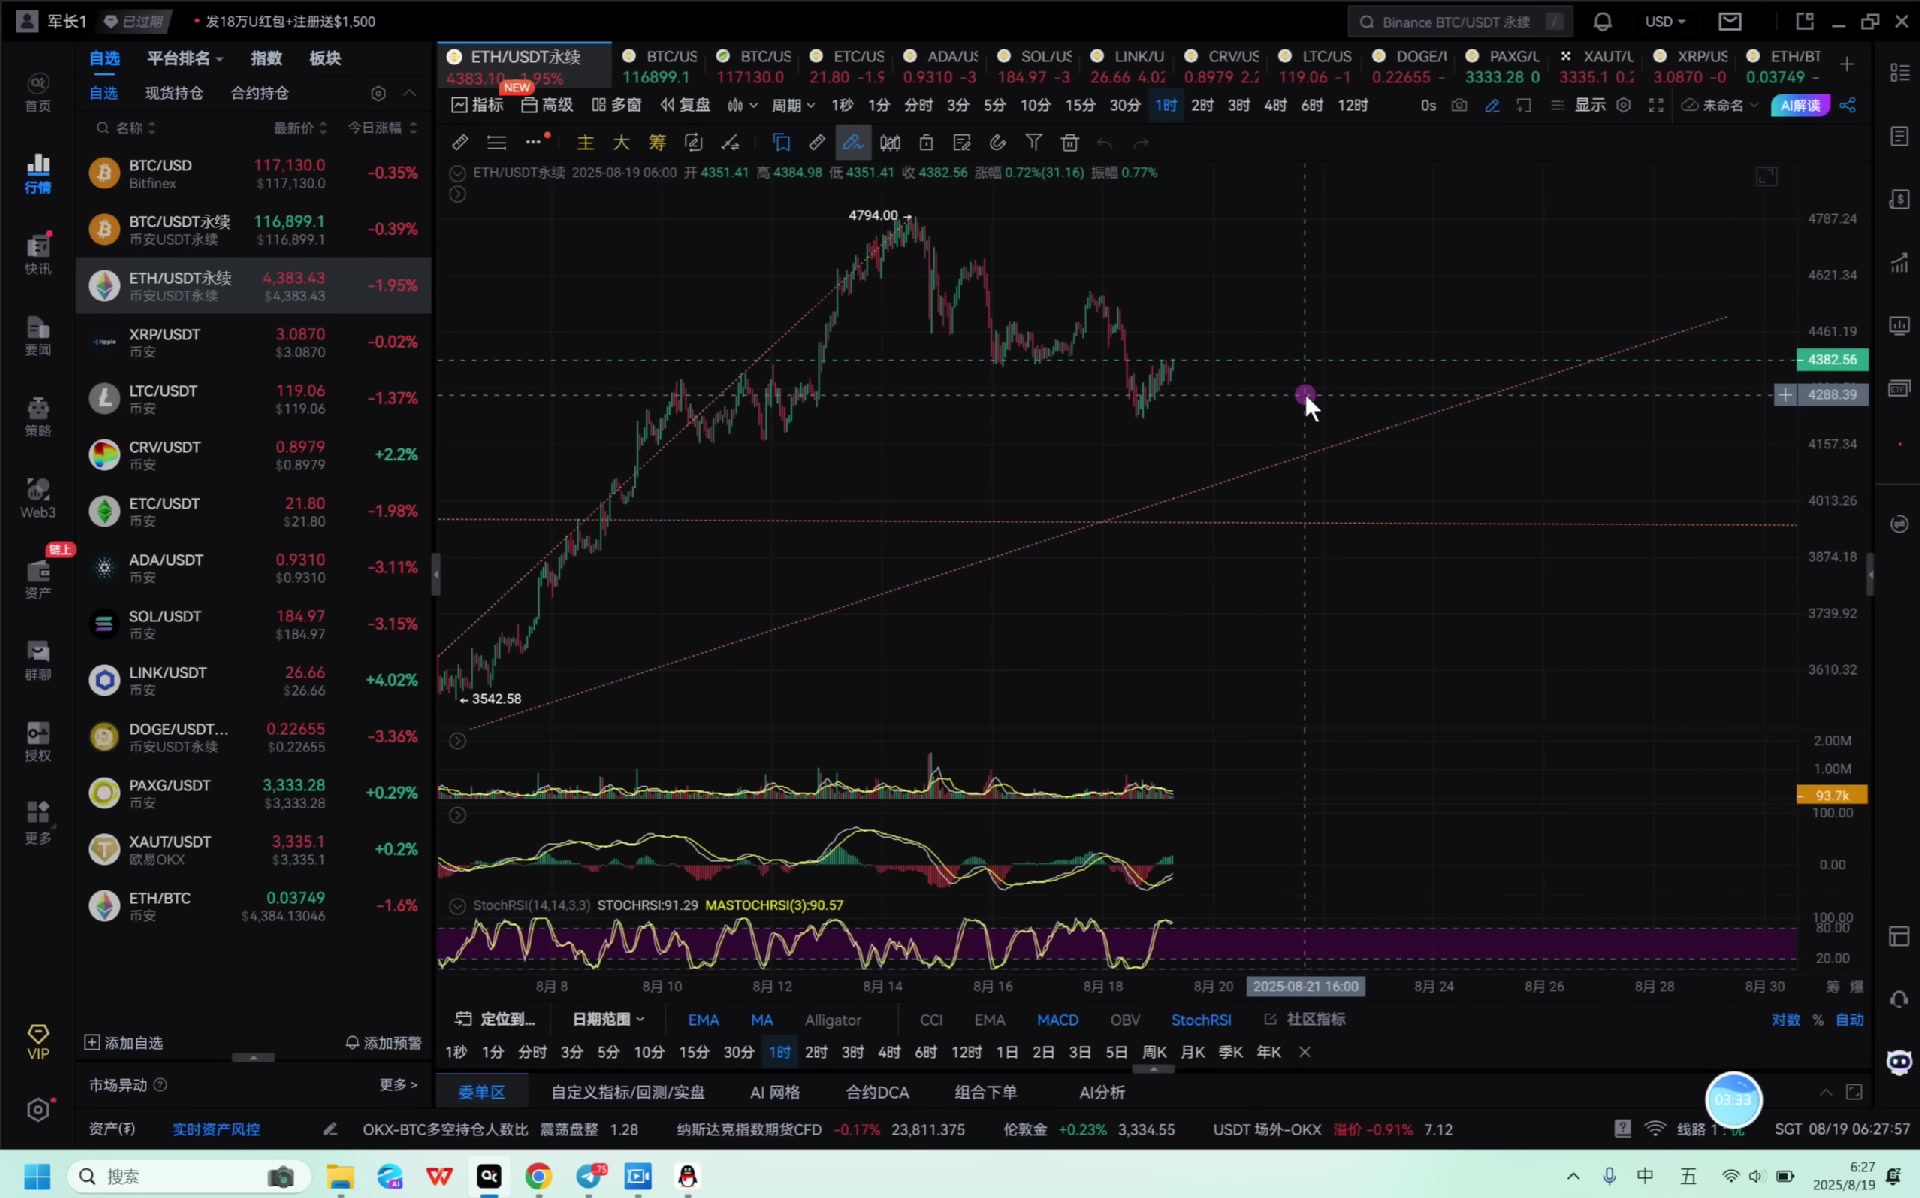 军长1 已过期 • 发18万U红包+注册送$1,500
Binance BTC/USDT 永续 /
USD
自选 平台排名 指数 板块
自选 现货持仓 合约持仓
名称 最新价 今日涨幅
BTC/USD 117,130.0 -0.35%
Bitfinex $117,130.0
BTC/USDT永续 116,899.1 -0.39%
币安USDT永续 $116,899.1
ETH/USDT永续 4,383.43 -1.95%
币安USDT永续 $4,383.43
XRP/USDT 3.0870 -0.02%
币安 $3.0870
LTC/USDT 119.06 -1.37%
币安 $119.06
CRV/USDT 0.8979 +2.2%
币安 $0.8979
ETC/USDT 21.80 -1.98%
币安 $21.80
ADA/USDT 0.9310 -3.11%
币安 $0.9310
SOL/USDT 184.97 -3.15%
币安 $184.97
LINK/USDT 26.66 +4.02%
币安 $26.66
DOGE/USDT... 0.22655 -3.36%
币安USDT永续 $0.22655
PAXG/USDT 3,333.28 +0.29%
币安 $3,333.28
XAUT/USDT 3,335.1 +0.2%
欧易OKX $3,335.1
ETH/BTC 0.03749 -1.6%
币安 $4,384.13046
添加自选 添加预警
市场异动 更多 >
首页
行情
快讯
要闻
策略
Web3
链上
资产
群聊
授权
更多
VIP
ETH/USDT永续 BTC/US BTC/US ETC/US ADA/US SOL/US LINK/U CRV/US LTC/US DOGE/ PAXG/U XAUT/U XRP/US ETH/BT
4383.10 -1.95% 116899.1 117130.0 21.80 -1.9 0.9310 -3 184.97 -3 26.66 4.02 0.8979 2.2 119.06 -1 0.22655 - 3333.28 0 3335.1 0.2 3.0870 -0 0.03749 -
NEW
指标 高级 多窗 复盘 周期 1秒 1分 分时 3分 5分 10分 15分 30分 1时 2时 3时 4时 6时 12时 0s 显示 未命名 AI解读
主 大 筹
ETH/USDT永续 2025-08-19 06:00 开 4351.41 高 4384.98 低 4351.41 收 4382.56 涨幅 0.72%(31.16) 振幅 0.77%
4794.00
3542.58
4787.24
4621.34
4461.19
4382.56
4288.39
4157.34
4013.26
3874.18
3739.92
3610.32
2.00M
1.00M
93.7k
100.00
0.00
StochRSI(14,14,3,3) STOCHRSI:91.29 MASTOCHRSI(3):90.57
100.00
80.00
20.00
8月 8 8月 10 8月 12 8月 14 8月 16 8月 18 8月 20 2025-08-21 16:00 8月 24 8月 26 8月 28 8月 30 筹 爆
定位到... 日期范围 EMA MA Alligator CCI EMA MACD OBV StochRSI 社区指标 对数 % 自动
1秒 1分 分时 3分 5分 10分 15分 30分 1时 2时 3时 4时 6时 12时 1日 2日 3日 5日 周K 月K 季K 年K
委单区 自定义指标/回测/实盘 AI 网格 合约DCA 组合下单 AI分析
03:33
资产(₮) 实时资产风控 OKX-BTC多空持仓人数比 震荡盘整 1.28 纳斯达克指数期货CFD -0.17% 23,811.375 伦敦金 +0.23% 3,334.55 USDT 场外-OKX 溢价 -0.91% 7.12 线路 1: 优 SGT 08/19 06:27:57
搜索
75
中 五
6:27
2025/8/19